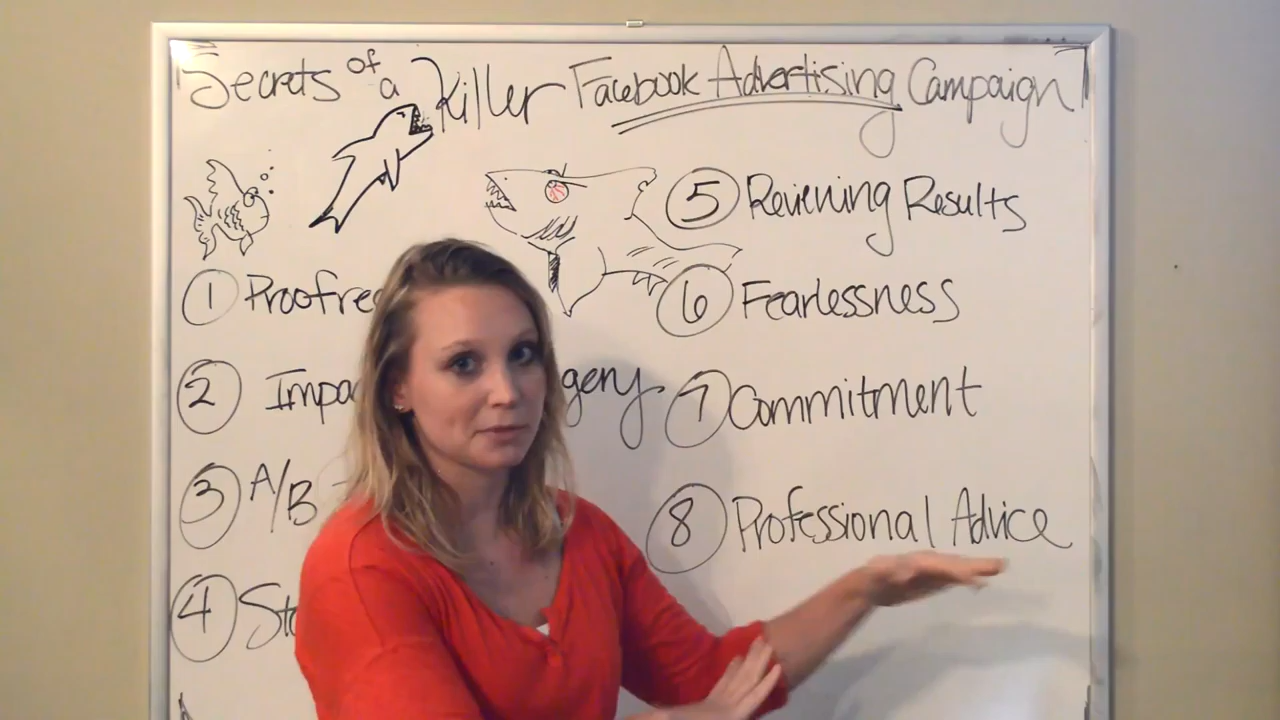 Secrets of a Killer Facebook Advertising Campaign
1 Proofre
2 Impa gery
3 A/B
4 St
5 Reviewing Results
6 Fearlessness
7 Commitment
8 Professional Advice